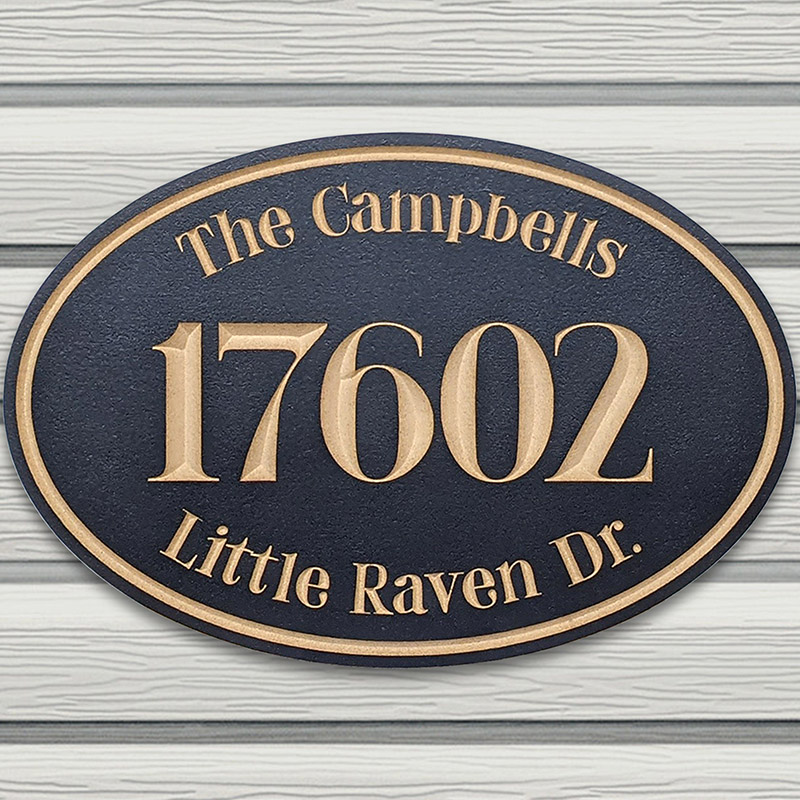 The Campbells
17602
Little Raven Dr.